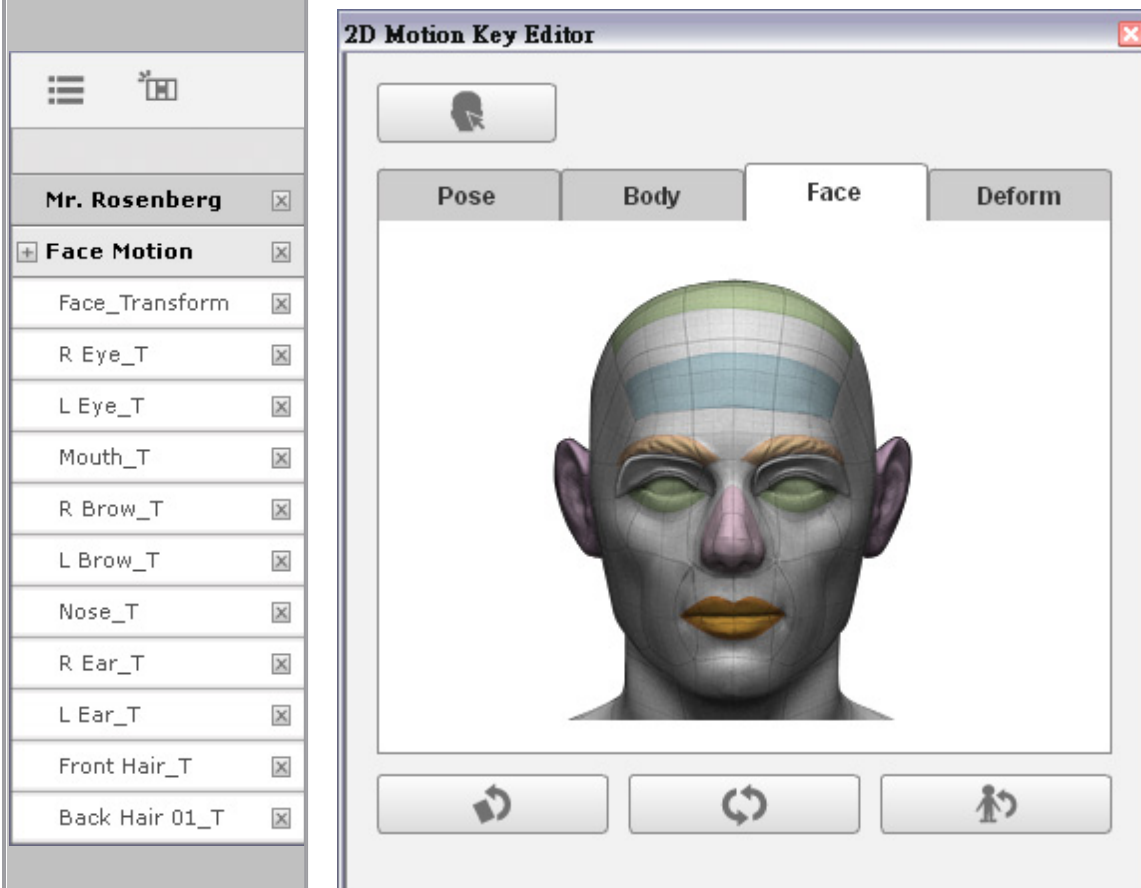 Mr. Rosenberg
Face Motion
Face_Transform
R Eye_T
L Eye_T
Mouth_T
R Brow_T
L Brow_T
Nose_T
R Ear_T
L Ear_T
Front Hair_T
Back Hair 01_T
2D Motion Key Editor
Pose Body Face Deform